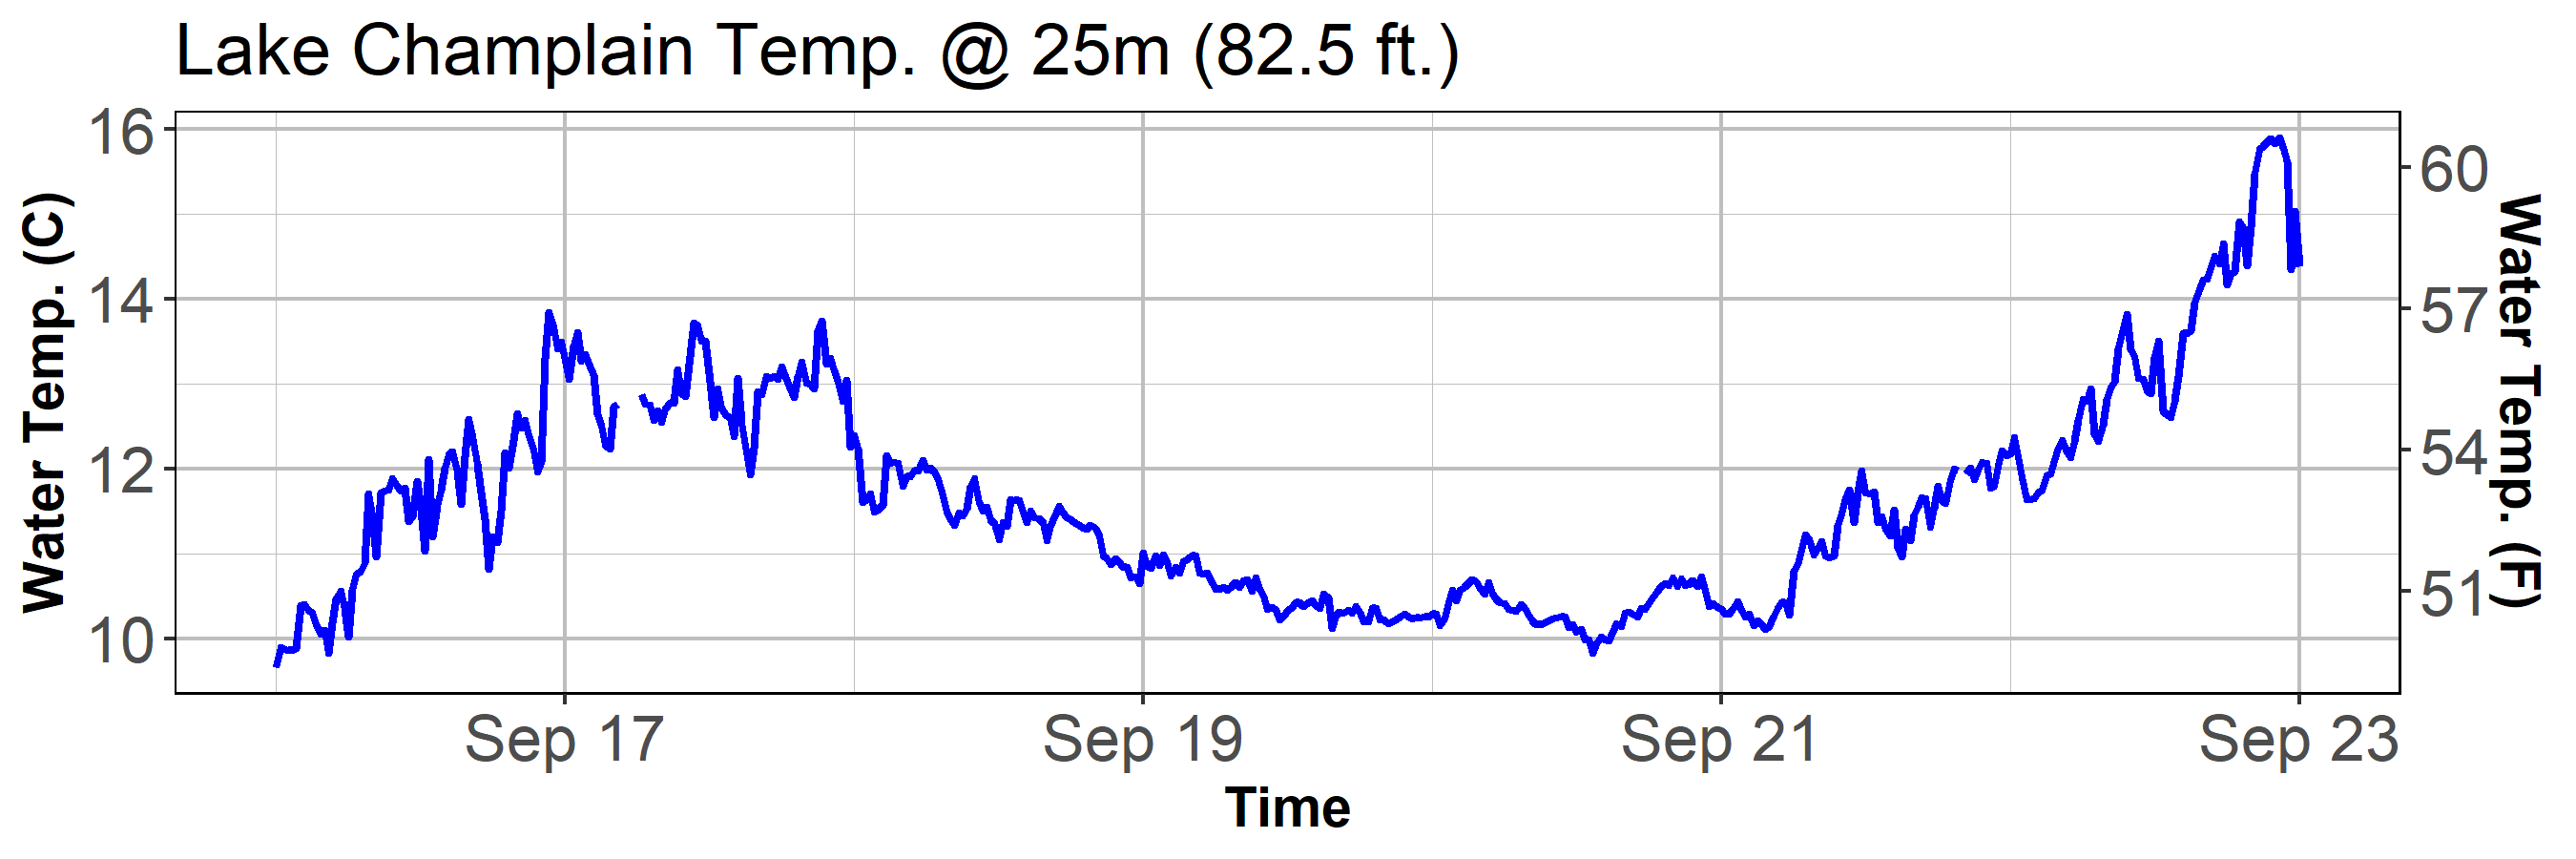 Lake Champlain Temp. @ 25m (82.5 ft.)
16
14
12
10
Water Temp. (C)
60
57
54
51
Water Temp. (F)
Sep 17 Sep 19 Sep 21 Sep 23
Time